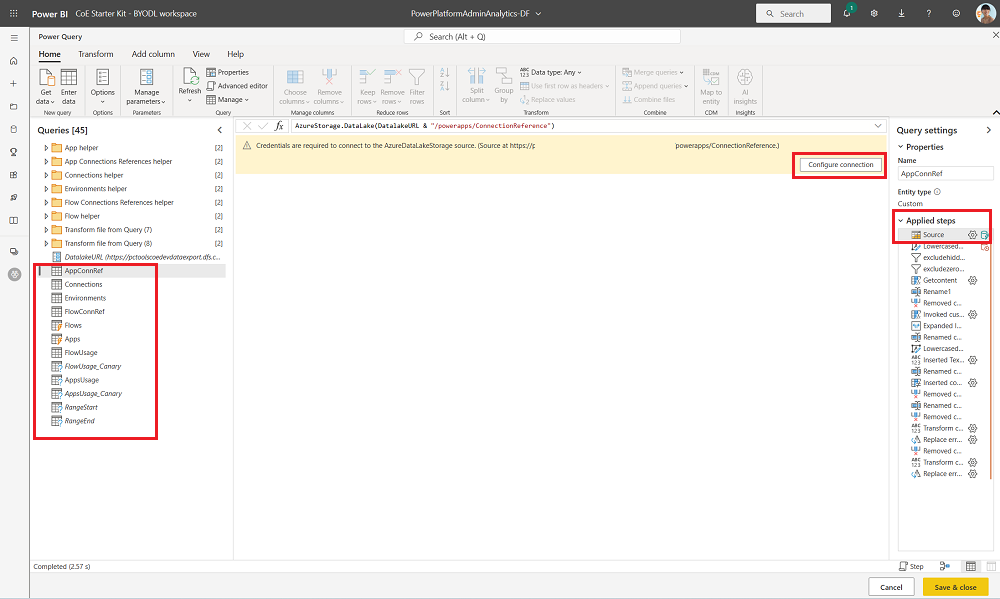 Power BI CoE Starter Kit - BYODL workspace
PowerPlatformAdminAnalytics-DF
Search
1
Power Query
Search (Alt + Q)
Home Transform Add column View Help
Get data
Enter data
Options
Manage parameters
Refresh
Properties
Advanced editor
Manage
Choose columns
Remove columns
Keep rows
Remove rows
Filter rows
Split column
Group by
Data type: Any
Use first row as headers
Replace values
Merge queries
Append queries
Combine files
Map to entity
AI insights
New query Options Parameters Query Manage columns Reduce rows Sort Transform Combine CDM Insights
Queries [45]
App helper [2]
App Connections References helper [2]
Connections helper [2]
Environments helper [2]
Flow Connections References helper [2]
Flow helper [2]
Transform file from Query (7) [2]
Transform file from Query (8) [2]
DatalakeURL (https://pctoolscoedevdataexport.dfs.c...
AppConnRef
Connections
Environments
FlowConnRef
Flows
Apps
FlowUsage
FlowUsage_Canary
AppsUsage
AppsUsage_Canary
RangeStart
RangeEnd
fx AzureStorage.DataLake(DatalakeURL & "/powerapps/ConnectionReference")
Credentials are required to connect to the AzureDataLakeStorage source. (Source at https://p powerapps/ConnectionReference.)
Configure connection
Query settings
Properties
Name
AppConnRef
Entity type
Custom
Applied steps
Source
Lowercased...
excludehidd...
excludezero...
Getcontent
Rename1
Removed c...
Invoked cus...
Expanded l...
Renamed c...
Lowercased...
Inserted Tex...
Renamed c...
Inserted co...
Removed c...
Renamed c...
Removed c...
Transform c...
Replace err...
Removed c...
Transform c...
Replace err...
Completed (2.57 s)
Step
Cancel
Save & close